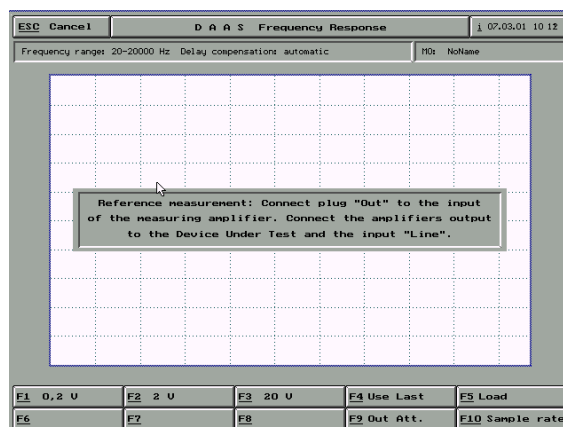 ESC Cancel D A A S Frequency Response i 07.03.01 10 12
Frequency range: 20-20000 Hz Delay compensation: automatic M0: NoName
Reference measurement: Connect plug "Out" to the input
of the measuring amplifier. Connect the amplifiers output
to the Device Under Test and the input "Line".
F1 0,2 V F2 2 V F3 20 V F4 Use Last F5 Load
F6 F7 F8 F9 Out Att. F10 Sample rate